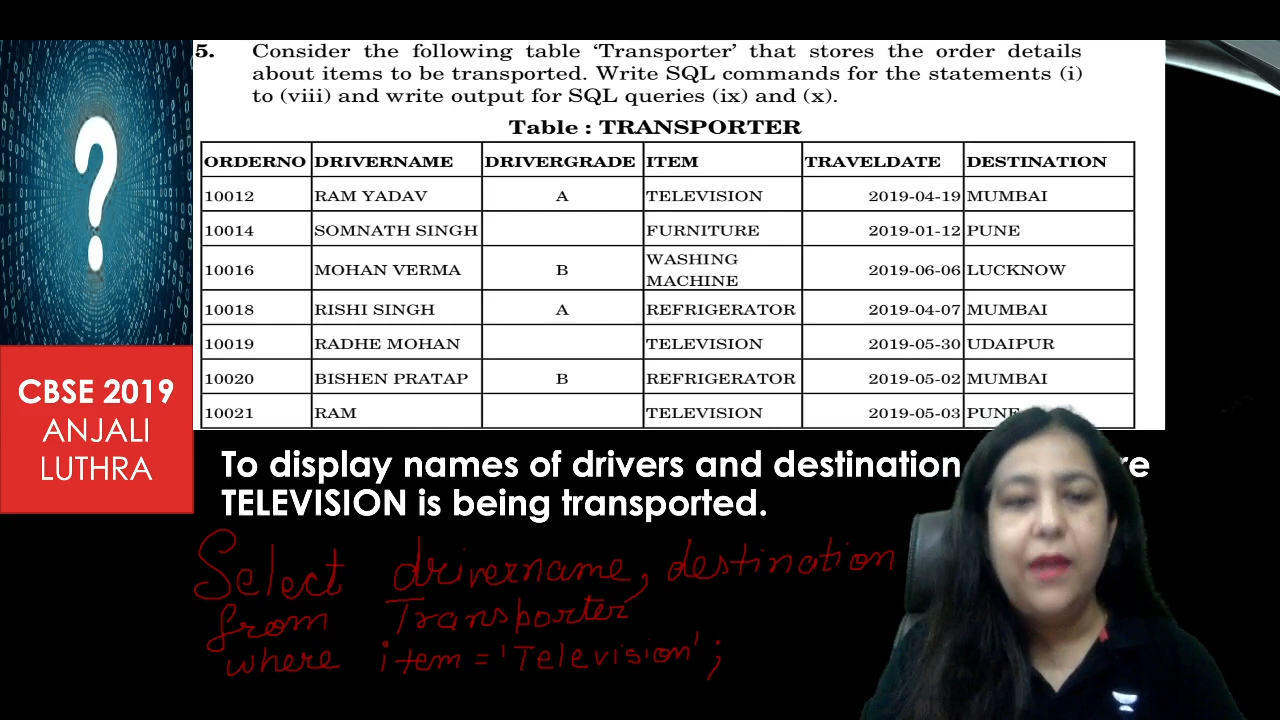 5. Consider the following table ‘Transporter’ that stores the order details
about items to be transported. Write SQL commands for the statements (i)
to (viii) and write output for SQL queries (ix) and (x).
Table : TRANSPORTER
ORDERNO DRIVERNAME DRIVERGRADE ITEM TRAVELDATE DESTINATION
10012 RAM YADAV A TELEVISION 2019-04-19 MUMBAI
10014 SOMNATH SINGH FURNITURE 2019-01-12 PUNE
10016 MOHAN VERMA B WASHING MACHINE 2019-06-06 LUCKNOW
10018 RISHI SINGH A REFRIGERATOR 2019-04-07 MUMBAI
10019 RADHE MOHAN TELEVISION 2019-05-30 UDAIPUR
10020 BISHEN PRATAP B REFRIGERATOR 2019-05-02 MUMBAI
10021 RAM TELEVISION 2019-05-03 PUNE
CBSE 2019
ANJALI
LUTHRA
To display names of drivers and destination
TELEVISION is being transported.
Select drivername, destination
from Transporter
where item = 'Television' ;